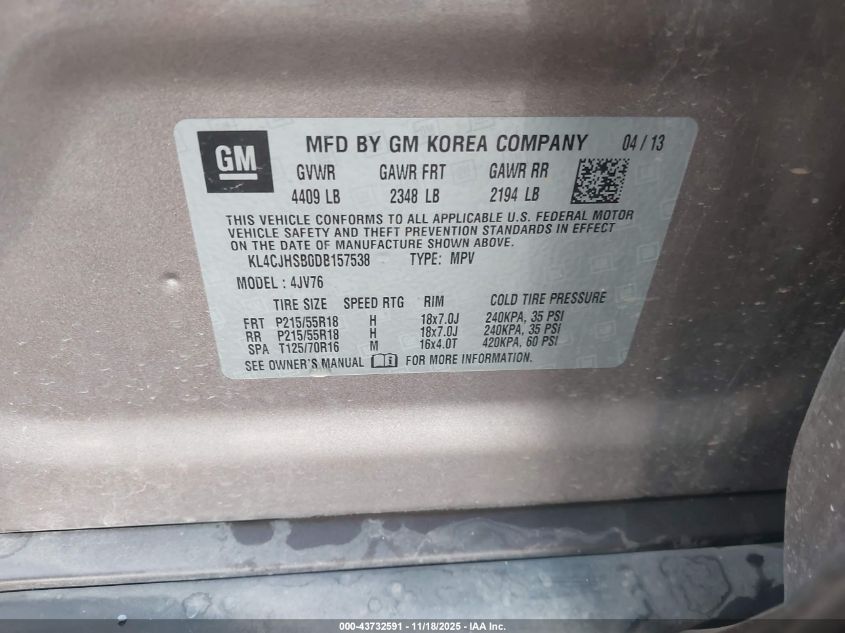 GM
MFD BY GM KOREA COMPANY 04 / 13
GVWR GAWR FRT GAWR RR
4409 LB 2348 LB 2194 LB
THIS VEHICLE CONFORMS TO ALL APPLICABLE U.S. FEDERAL MOTOR
VEHICLE SAFETY AND THEFT PREVENTION STANDARDS IN EFFECT
ON THE DATE OF MANUFACTURE SHOWN ABOVE.
KL4CJHSB0DB157538 TYPE: MPV
MODEL : 4JV76
TIRE SIZE SPEED RTG RIM COLD TIRE PRESSURE
FRT P215/55R18 H 18x7.0J 240KPA, 35 PSI
RR P215/55R18 H 18x7.0J 240KPA, 35 PSI
SPA T125/70R16 M 16x4.0T 420KPA, 60 PSI
SEE OWNER'S MANUAL FOR MORE INFORMATION.
000-43732591 - 11/18/2025 - IAA Inc.